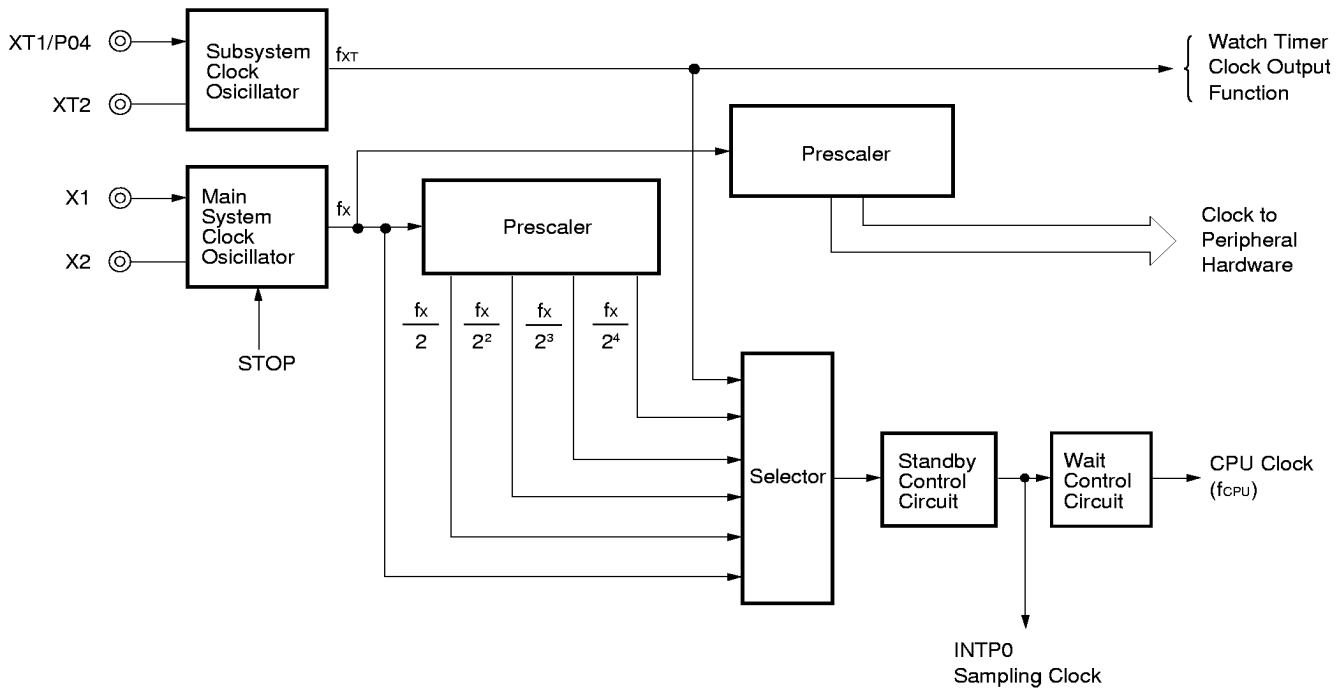 XT1/P04
XT2
Subsystem
Clock
Osicillator
fXT
Watch Timer
Clock Output
Function
Prescaler
X1
X2
Main
System
Clock
Osicillator
fX
Prescaler
Clock to
Peripheral
Hardware
STOP
fX/2
fX/2²
fX/2³
fX/2⁴
Selector
Standby
Control
Circuit
Wait
Control
Circuit
CPU Clock
(fCPU)
INTP0
Sampling Clock